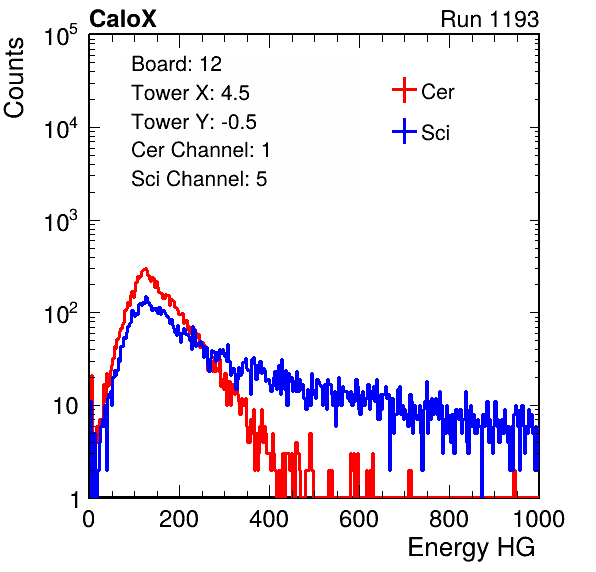 CaloX Run 1193
Counts
10^5
10^4
10^3
10^2
10
1
Board: 12
Tower X: 4.5
Tower Y: -0.5
Cer Channel: 1
Sci Channel: 5
Cer
Sci
0 200 400 600 800 1000
Energy HG